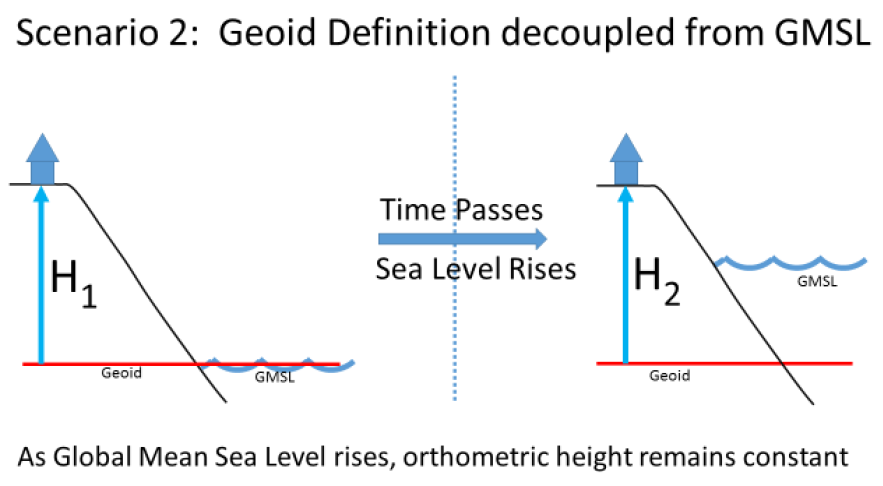 Scenario 2: Geoid Definition decoupled from GMSL
Time Passes
Sea Level Rises
H1
Geoid
GMSL
H2
GMSL
Geoid
As Global Mean Sea Level rises, orthometric height remains constant